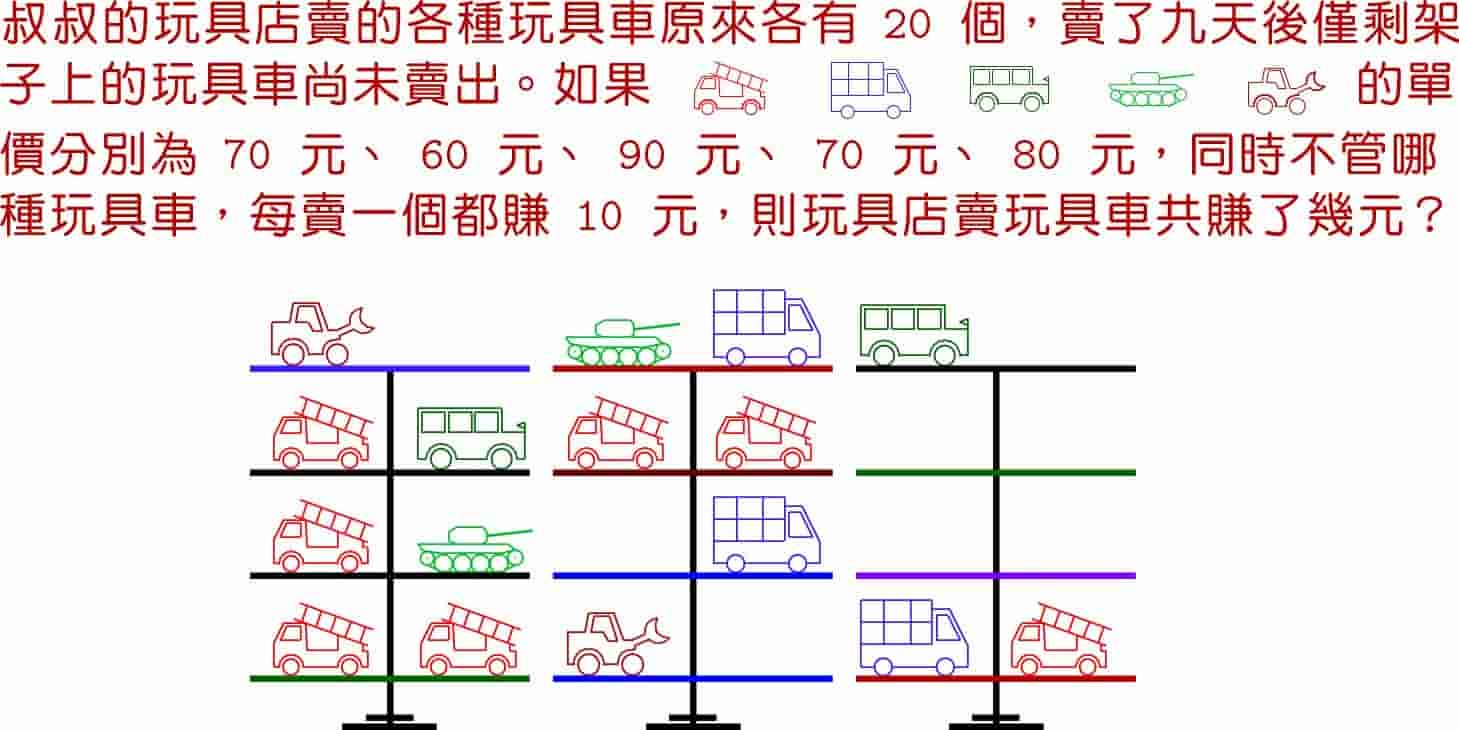 叔叔的玩具店賣的各種玩具車原來各有 20 個，賣了九天後僅剩架
子上的玩具車尚未賣出。如果 的單
價分別為 70 元、 60 元、 90 元、 70 元、 80 元，同時不管哪
種玩具車，每賣一個都賺 10 元，則玩具店賣玩具車共賺了幾元？